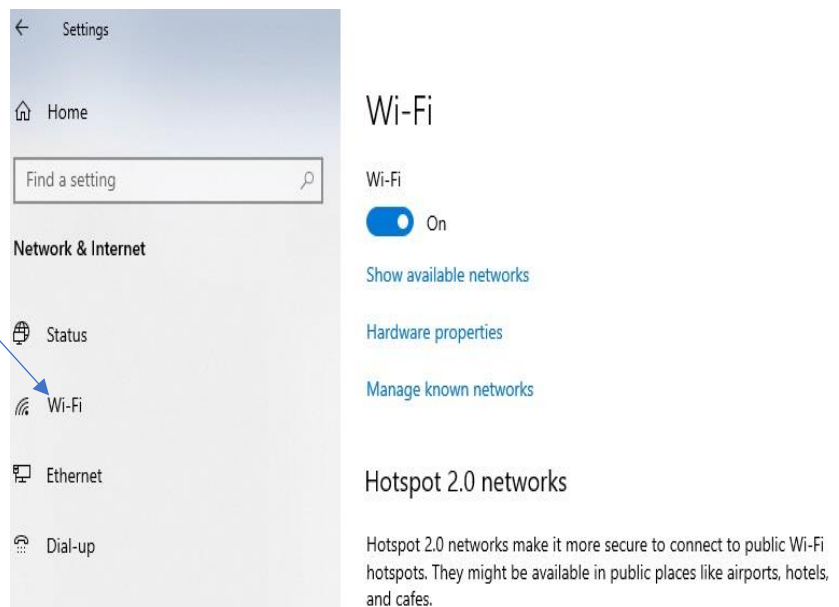 Settings
Home
Find a setting
Network & Internet
Status
Wi-Fi
Ethernet
Dial-up
Wi-Fi
Wi-Fi
On
Show available networks
Hardware properties
Manage known networks
Hotspot 2.0 networks
Hotspot 2.0 networks make it more secure to connect to public Wi-Fi
hotspots. They might be available in public places like airports, hotels,
and cafes.